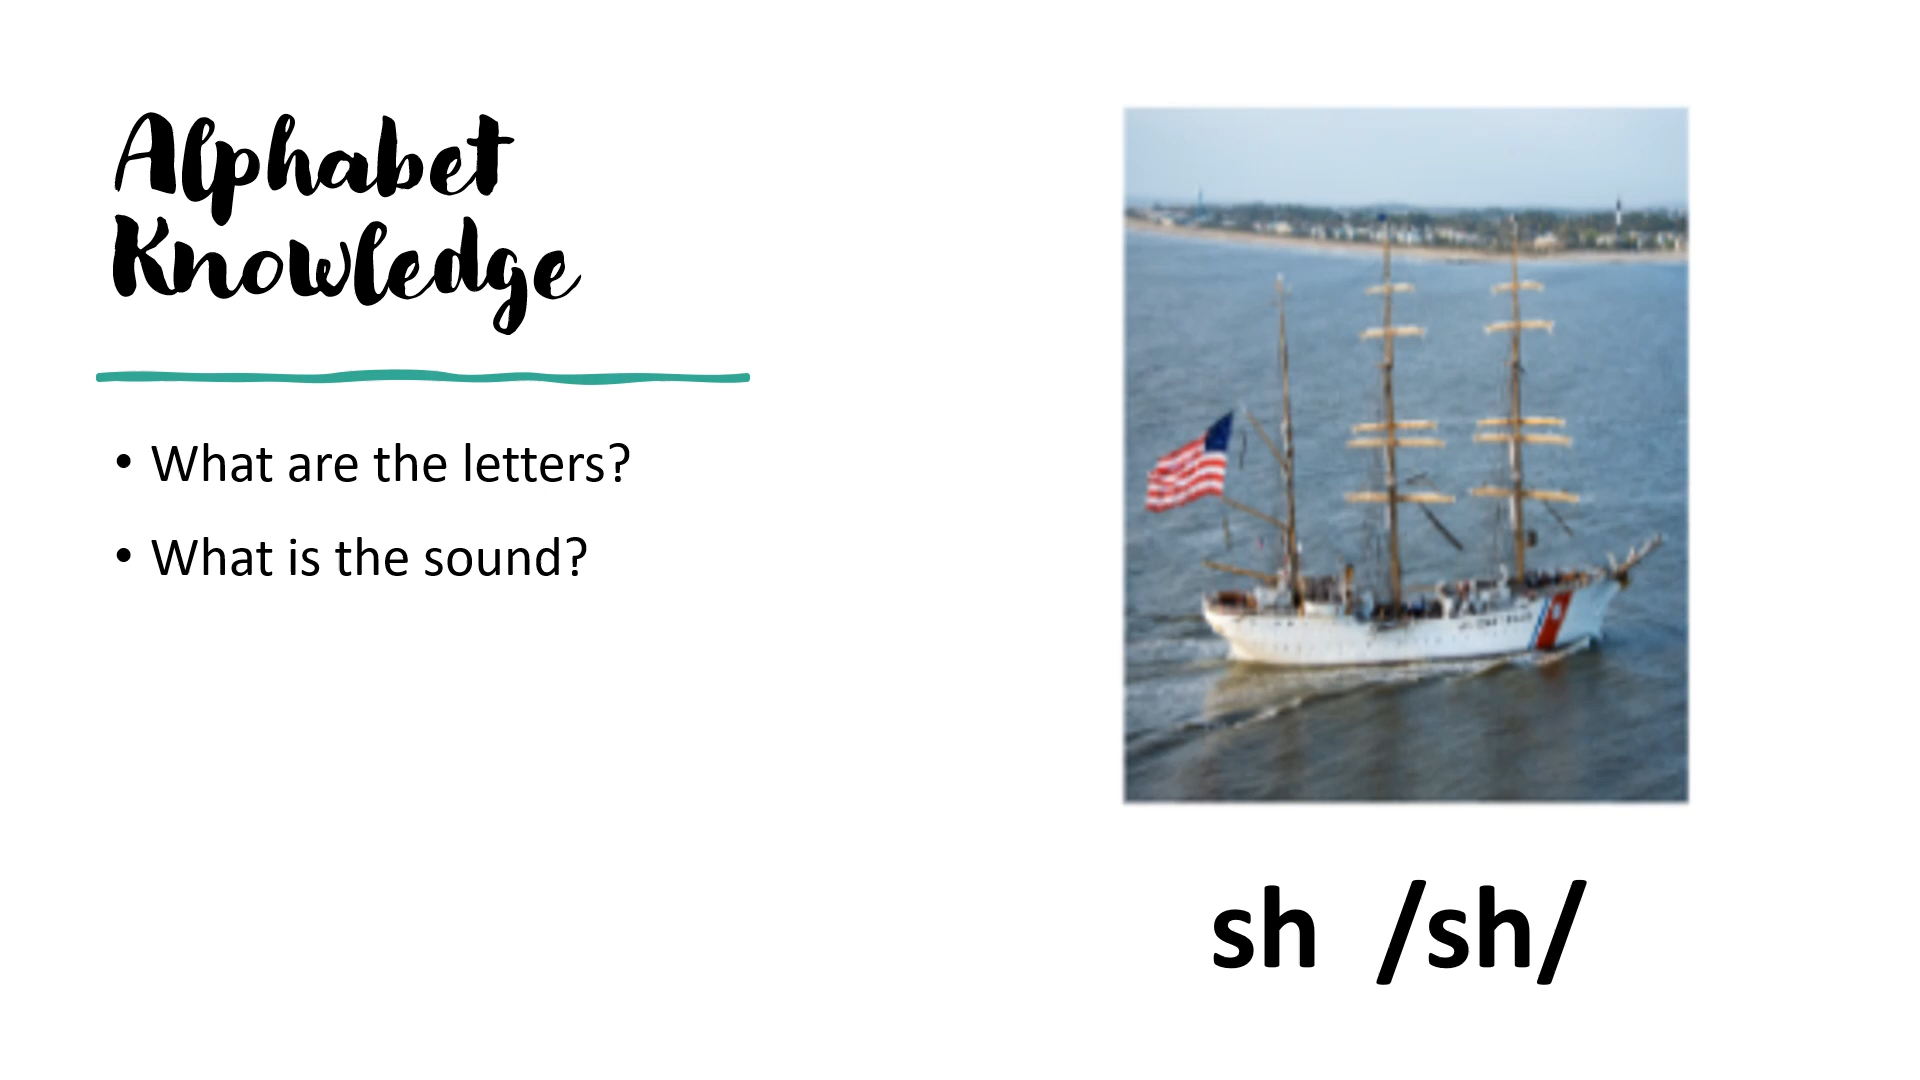 Alphabet
Knowledge
• What are the letters?
• What is the sound?
sh /sh/